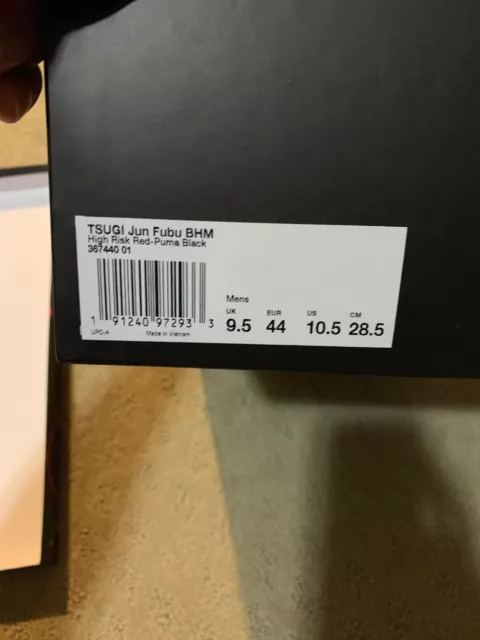 TSUGI Jun Fubu BHM
High Risk Red-Puma Black
367440 01
1 91240 97293 3
UPC-A Made in Vietnam
Mens
UK EUR US CM
9.5 44 10.5 28.5